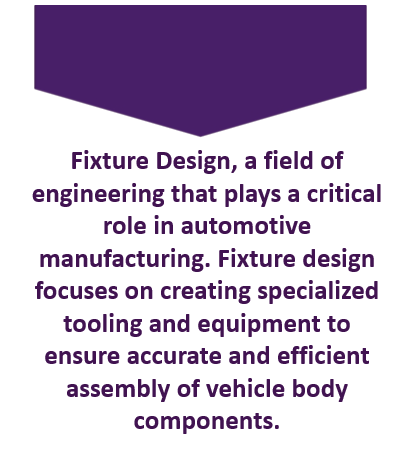 Fixture Design, a field of
engineering that plays a critical
role in automotive
manufacturing. Fixture design
focuses on creating specialized
tooling and equipment to
ensure accurate and efficient
assembly of vehicle body
components.